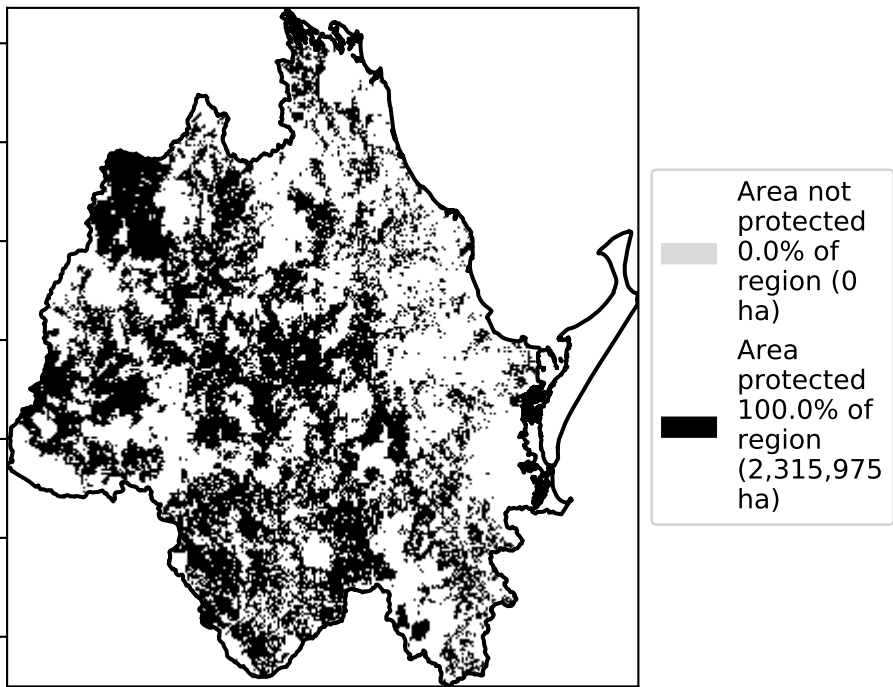 Area not
protected
0.0% of
region (0
ha)
Area
protected
100.0% of
region
(2,315,975
ha)